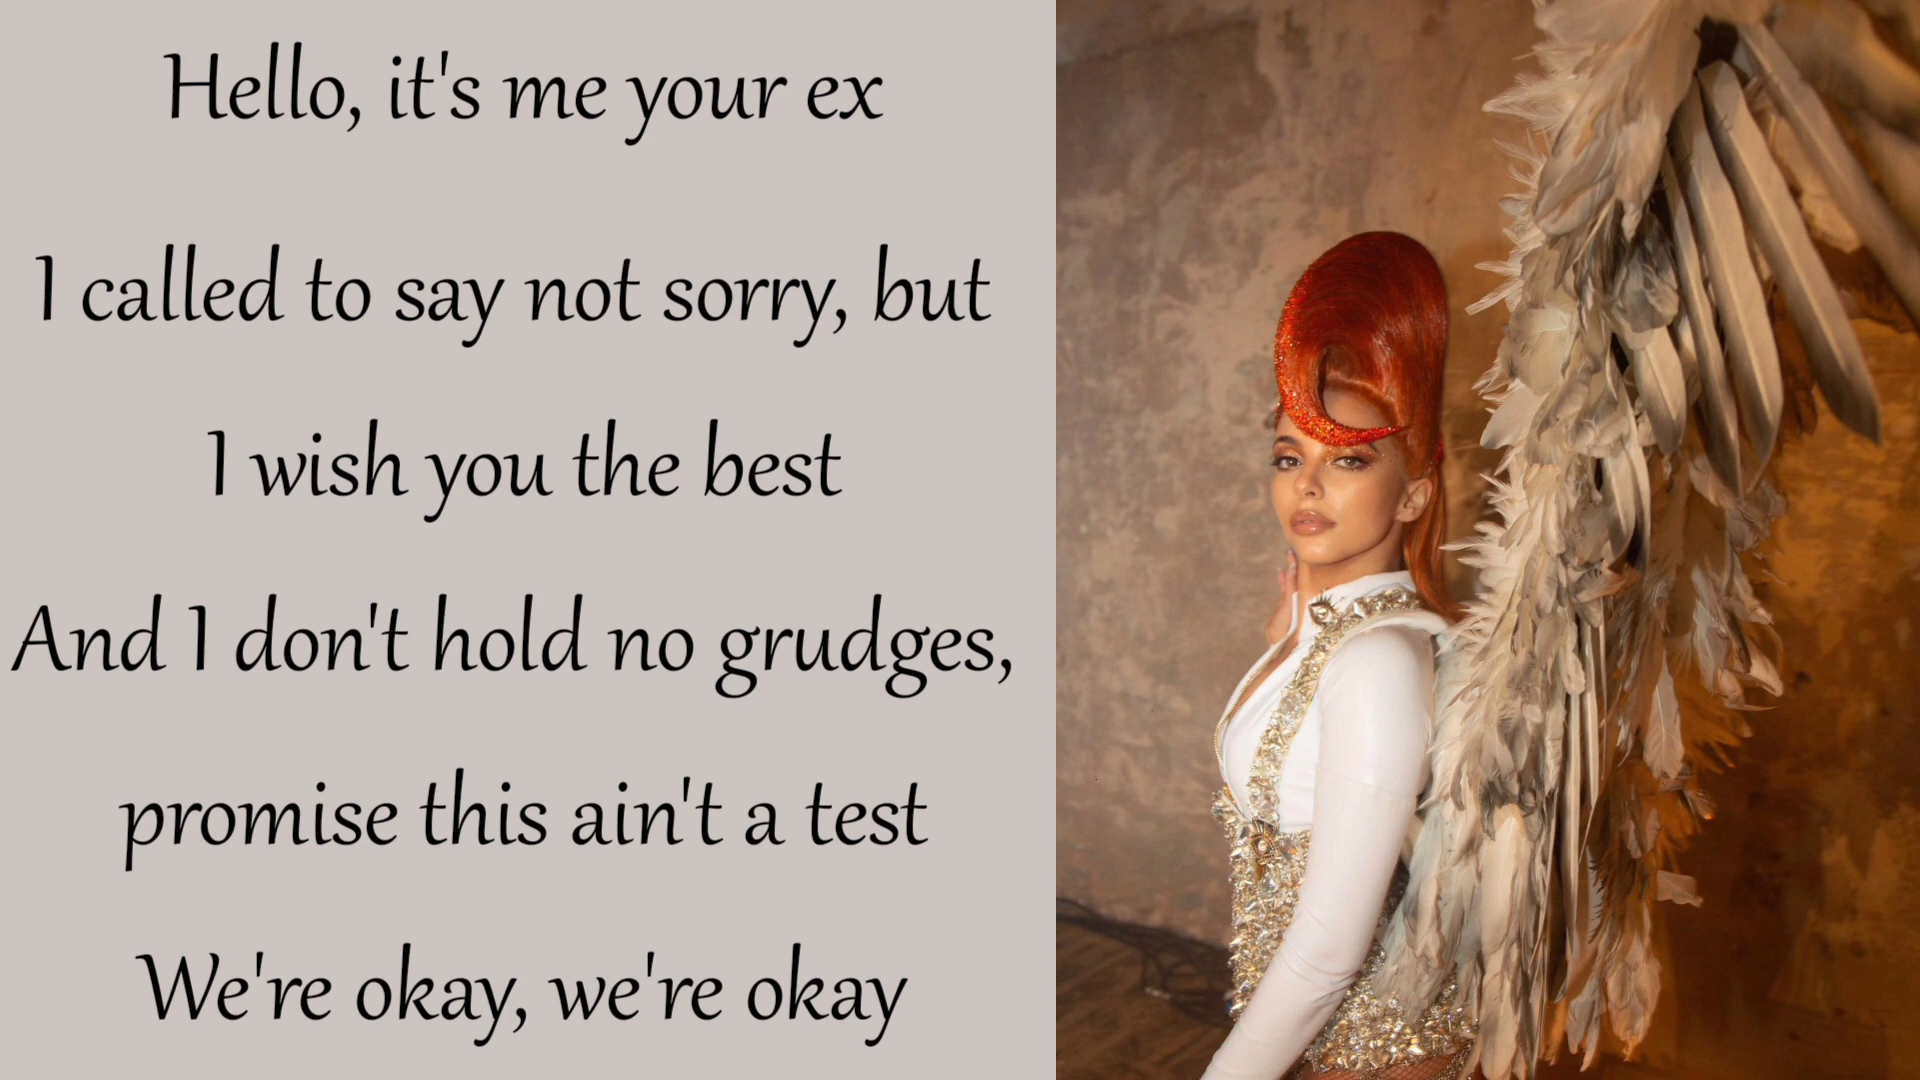 Hello, it's me your ex
I called to say not sorry, but
I wish you the best
And I don't hold no grudges,
promise this ain't a test
We're okay, we're okay